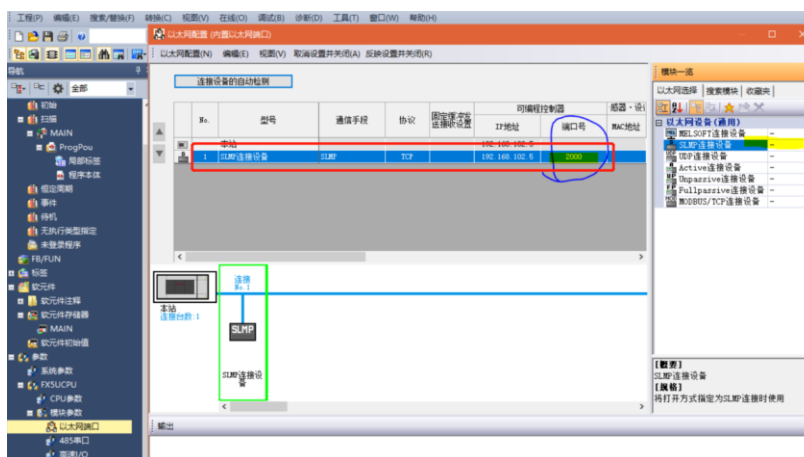 工程(P) 编辑(E) 搜索/替换(F) 转换(C) 视图(V) 在线(O) 调试(B) 诊断(D) 工具(T) 窗口(W) 帮助(H)
以太网配置 (内置以太网端口)
以太网配置(N) 编辑(E) 视图(V) 取消设置并关闭(A) 反映设置并关闭(R)
导航
全部
初始
扫描
MAIN
ProgPou
局部标签
程序本体
恒定周期
事件
待机
无执行类型指定
未登录程序
FB/FUN
标签
软元件
软元件注释
软元件存储器
MAIN
软元件初始值
参数
系统参数
FX5UCPU
CPU参数
模块参数
以太网端口
485串口
高速I/O
连接设备的自动检测
No. 型号 通信手段 协议 固定缓冲发送接收设置 可编程控制器 感器・设
IP地址 端口号 MAC地址
本站 192.168.102.5
1 SLMP连接设备 SLMP TCP 192.168.102.5 2000
连接
No.1
本站
连接台数:1
SLMP
SLMP连接设备
输出
模块一览
以太网选择 搜索模块 收藏夹
以太网设备(通用)
MELSOFT连接设备 -
SLMP连接设备 -
UDP连接设备 -
Active连接设备 -
Unpassive连接设备 -
Fullpassive连接设备 -
MODBUS/TCP连接设备 -
[概要]
SLMP连接设备
[规格]
将打开方式指定为SLMP连接时使用